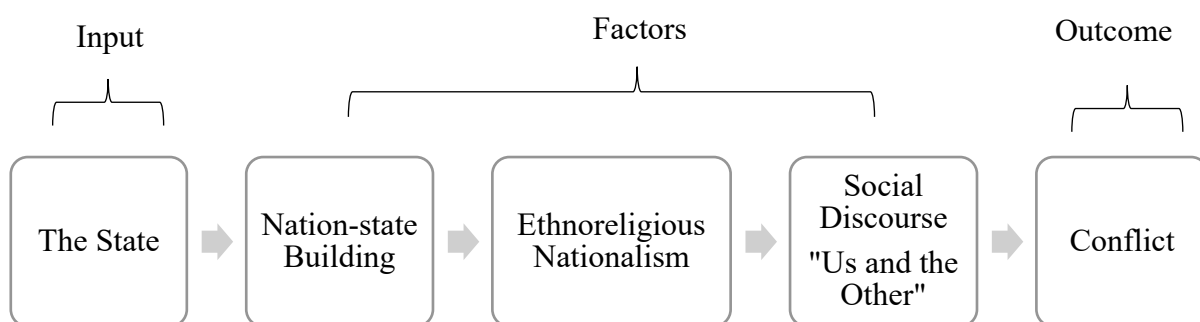 Input
Factors
Outcome
The State
Nation-state
Building
Ethnoreligious
Nationalism
Social
Discourse
"Us and the
Other"
Conflict